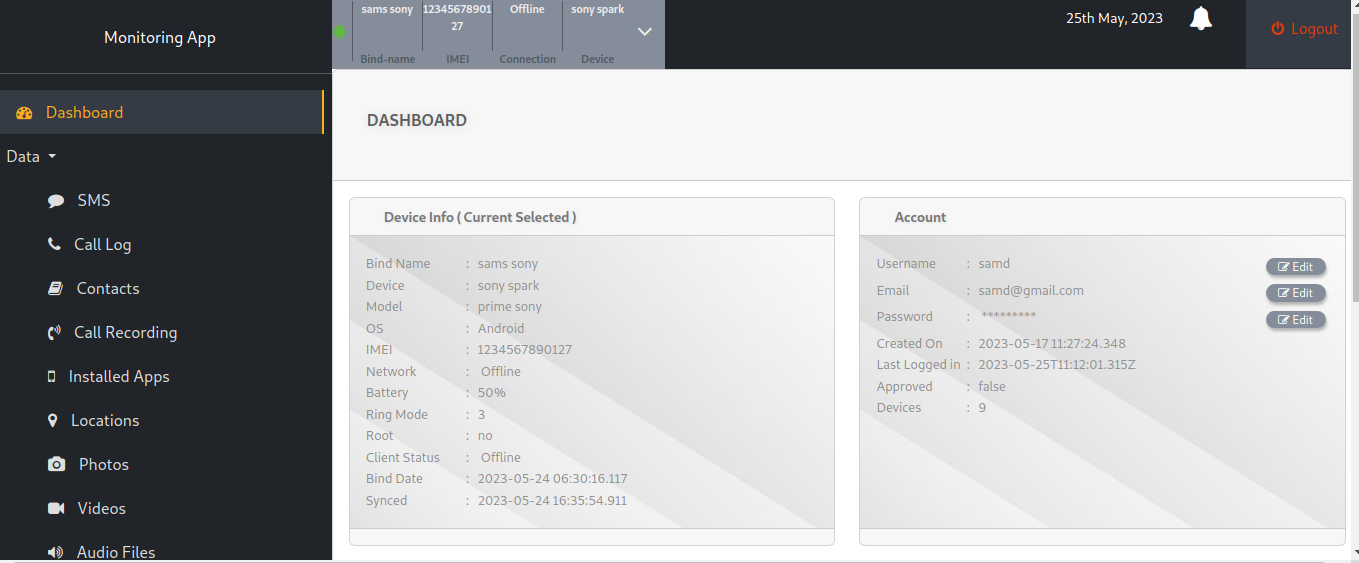 Monitoring App
sams sony
12345678901
27
Offline
sony spark
Bind-name
IMEI
Connection
Device
25th May, 2023
Logout
Dashboard
Data
SMS
Call Log
Contacts
Call Recording
Installed Apps
Locations
Photos
Videos
Audio Files
DASHBOARD
Device Info ( Current Selected )
Bind Name : sams sony
Device : sony spark
Model : prime sony
OS : Android
IMEI : 1234567890127
Network : Offline
Battery : 50%
Ring Mode : 3
Root : no
Client Status : Offline
Bind Date : 2023-05-24 06:30:16.117
Synced : 2023-05-24 16:35:54.911
Account
Username : samd Edit
Email : samd@gmail.com Edit
Password : ********* Edit
Created On : 2023-05-17 11:27:24.348
Last Logged in : 2023-05-25T11:12:01.315Z
Approved : false
Devices : 9